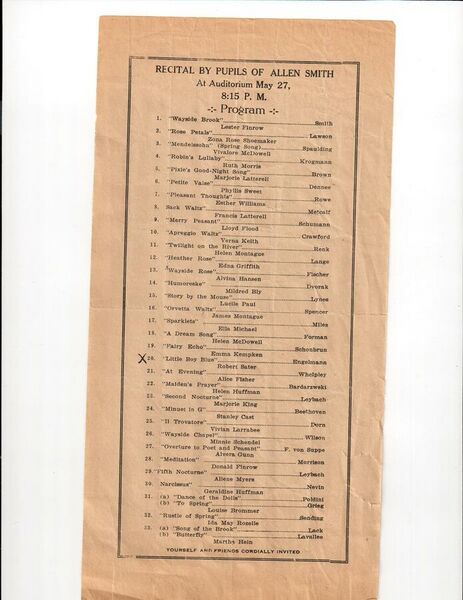 RECITAL BY PUPILS OF ALLEN SMITH
At Auditorium May 27,
8:15 P. M.
-:- Program -:-
1. "Wayside Brook" Smith
Lester Finrow
2. "Rose Petals" Lawson
Zona Rose Shoemaker
3. "Mendelssohn" (Spring Song) Spaulding
Vivalore McDowell
4. "Robin's Lullaby" Krogmann
Ruth Morris
5. "Pixie's Good-Night Song" Brown
Marjorie Latterell
6. "Petite Valse" Dennee
Phyllis Sweet
7. "Pleasant Thoughts" Rowe
Esther Williams
8. Sack Waltz" Metcalf
Francis Latterell
9. "Merry Peasant" Schumann
Lloyd Flood
10. "Apreggio Waltz" Crawford
Verna Keith
11. "Twilight on the River" Renk
Helen Montague
12. "Heather Rose" Lange
Edna Griffith
13. "Wayside Rose" Fischer
Alvina Hansen
14. "Humoreske" Dvorak
Mildred Bly
15. "Story by the Mouse" Lynes
Lucile Paul
16. "Orvetta Waltz" Spencer
James Montague
17. "Sparklets" Miles
Ella Michael
18. "A Dream Song" Forman
Helen McDowell
19. "Fairy Echo" Schonbrun
Emma Kempken
X 20. "Little Boy Blue" Engelmann
Robert Sater
21. "At Evening" Whelpley
Alice Fisher
22. "Maiden's Prayer" Bardarzwski
Helen Huffman
23. "Second Nocturne" Leybach
Marjorie King
24. "Minuet in G" Beethoven
Stanley Cast
25. "Il Trovatore" Dorn
Vivian Larrabee
26. "Wayside Chapel" Wilson
Minnie Schendel
27. "Overture to Poet and Peasant" F. von Suppe
Alvera Gunn
28. "Meditation" Morrison
Donald Finrow
29. "Fifth Nocturne" Leybach
Allene Myers
30. Narcissus" Nevin
Geraldine Huffman
31. (a) "Dance of the Dolls" Poldini
(b) "To Spring" Grieg
Louise Brommer
32. "Rustle of Spring" Sending
Ida May Rozelle
33. (a) "Song of the Brook" Lack
(b) "Butterfly" Lavallee
Martha Hein
YOURSELF AND FRIENDS CORDIALLY INVITED